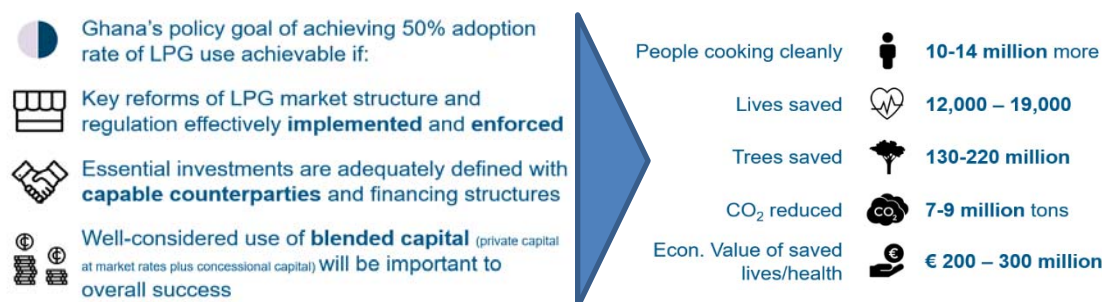 Ghana's policy goal of achieving 50% adoption
rate of LPG use achievable if:
Key reforms of LPG market structure and
regulation effectively implemented and enforced
Essential investments are adequately defined with
capable counterparties and financing structures
Well-considered use of blended capital (private capital
at market rates plus concessional capital) will be important to
overall success
People cooking cleanly 10-14 million more
Lives saved 12,000 – 19,000
Trees saved 130-220 million
CO₂ reduced CO₂ 7-9 million tons
Econ. Value of saved
lives/health € 200 – 300 million